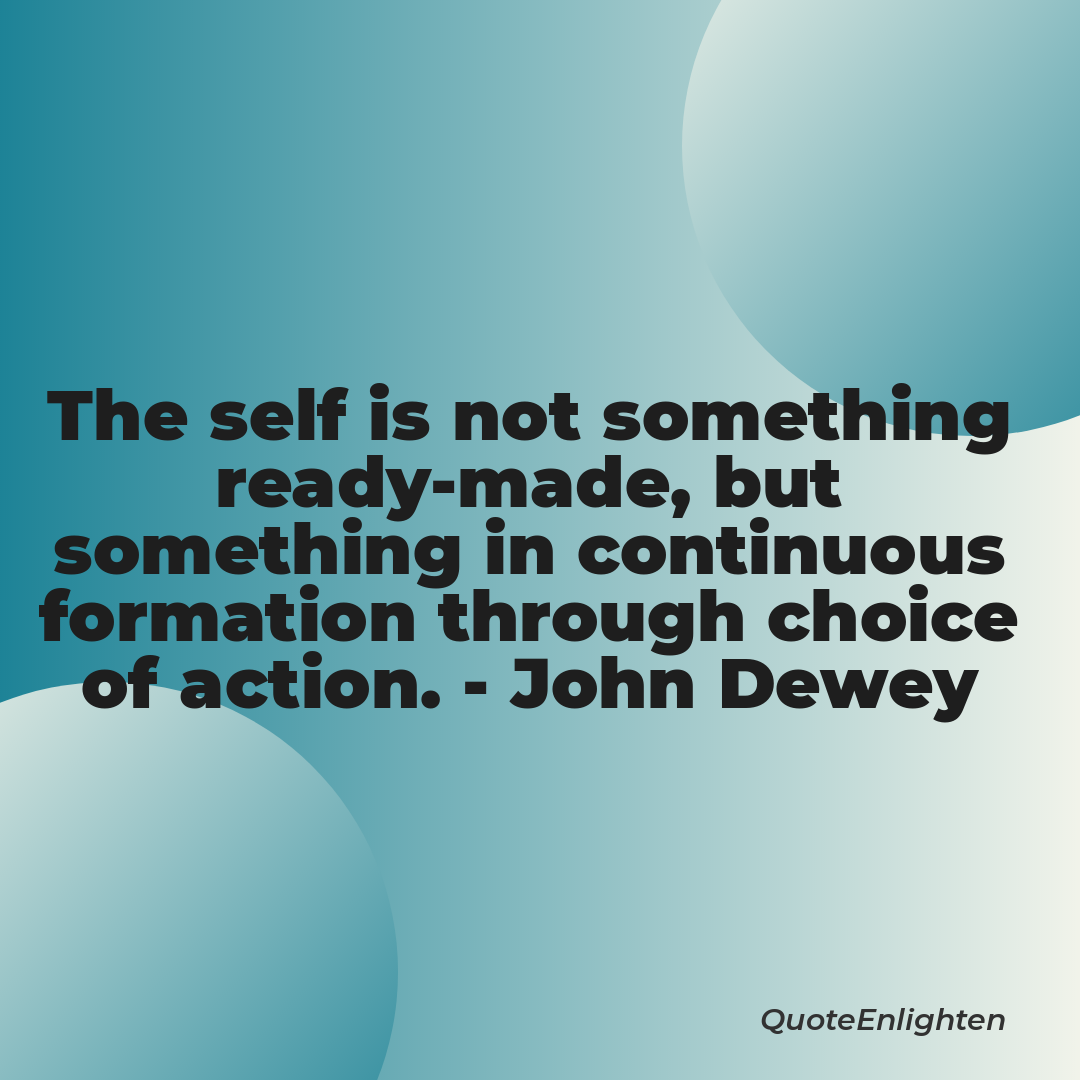 The self is not something
ready-made, but
something in continuous
formation through choice
of action. - John Dewey
QuoteEnlighten